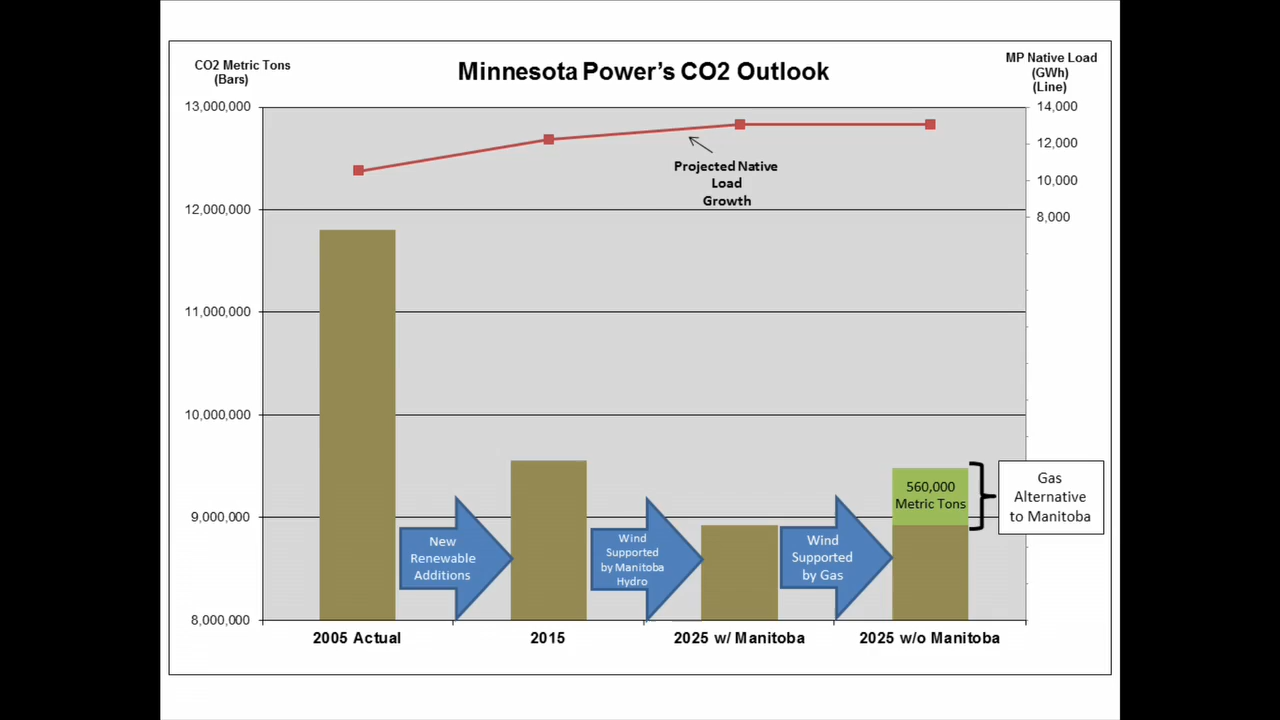 CO2 Metric Tons
(Bars)
Minnesota Power's CO2 Outlook
MP Native Load
(GWh)
(Line)
13,000,000
12,000,000
11,000,000
10,000,000
9,000,000
8,000,000
14,000
12,000
10,000
8,000
Projected Native
Load
Growth
New
Renewable
Additions
Wind
Supported
by Manitoba
Hydro
Wind
Supported
by Gas
560,000
Metric Tons
Gas
Alternative
to Manitoba
2005 Actual
2015
2025 w/ Manitoba
2025 w/o Manitoba